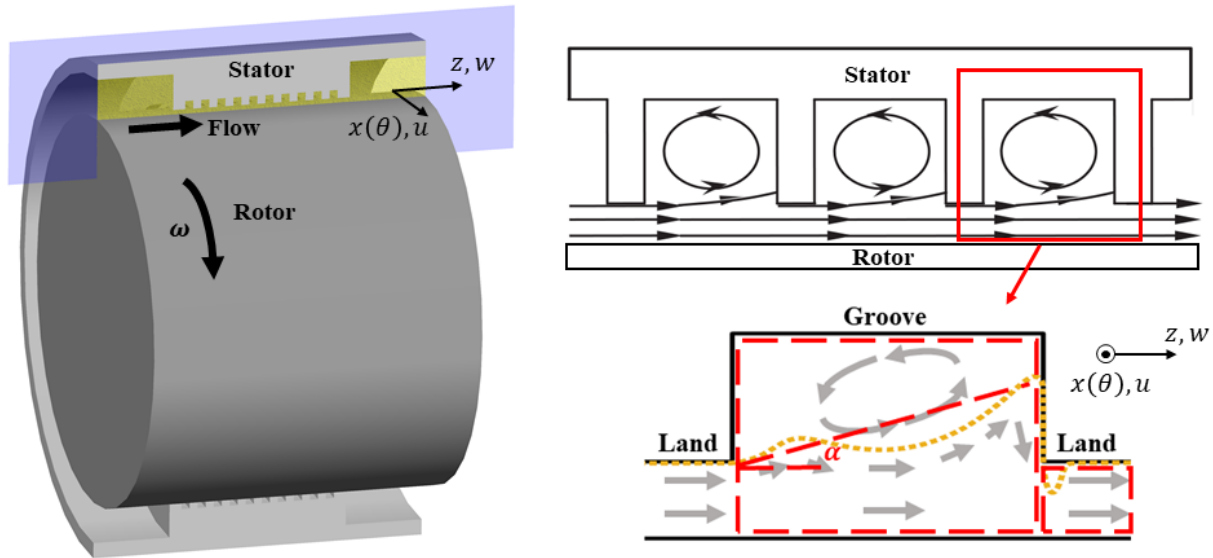 Stator
z, w
Flow
x(θ), u
Rotor
ω
Stator
Rotor
Groove
z, w
x(θ), u
Land
Land
α